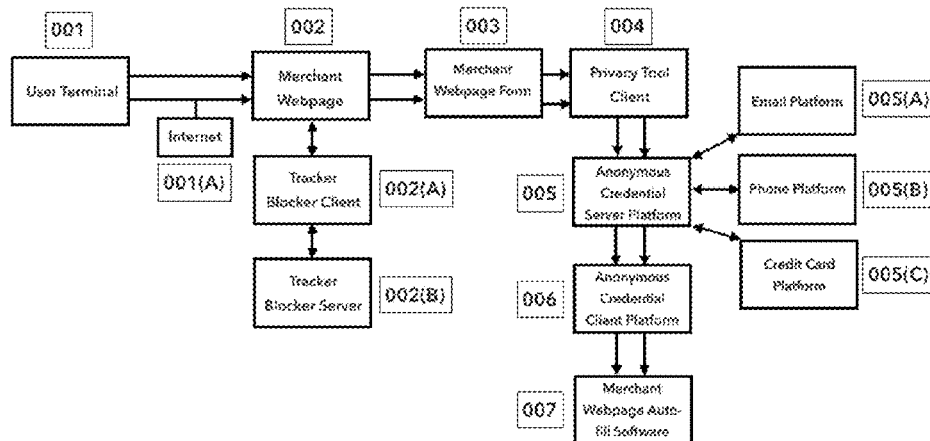 001
002
003
004
User Terminal
Merchant
Webpage
Merchant
Webpage Form
Privacy Tool
Client
Email Platform
005(A)
Internet
001(A)
Tracker
Blocker Client
002(A)
005
Anonymous
Credential
Server Platform
Phone Platform
005(B)
Tracker
Blocker Server
002(B)
006
Anonymous
Credential
Client Platform
Credit Card
Platform
005(C)
007
Merchant
Webpage Auto-
fill Software